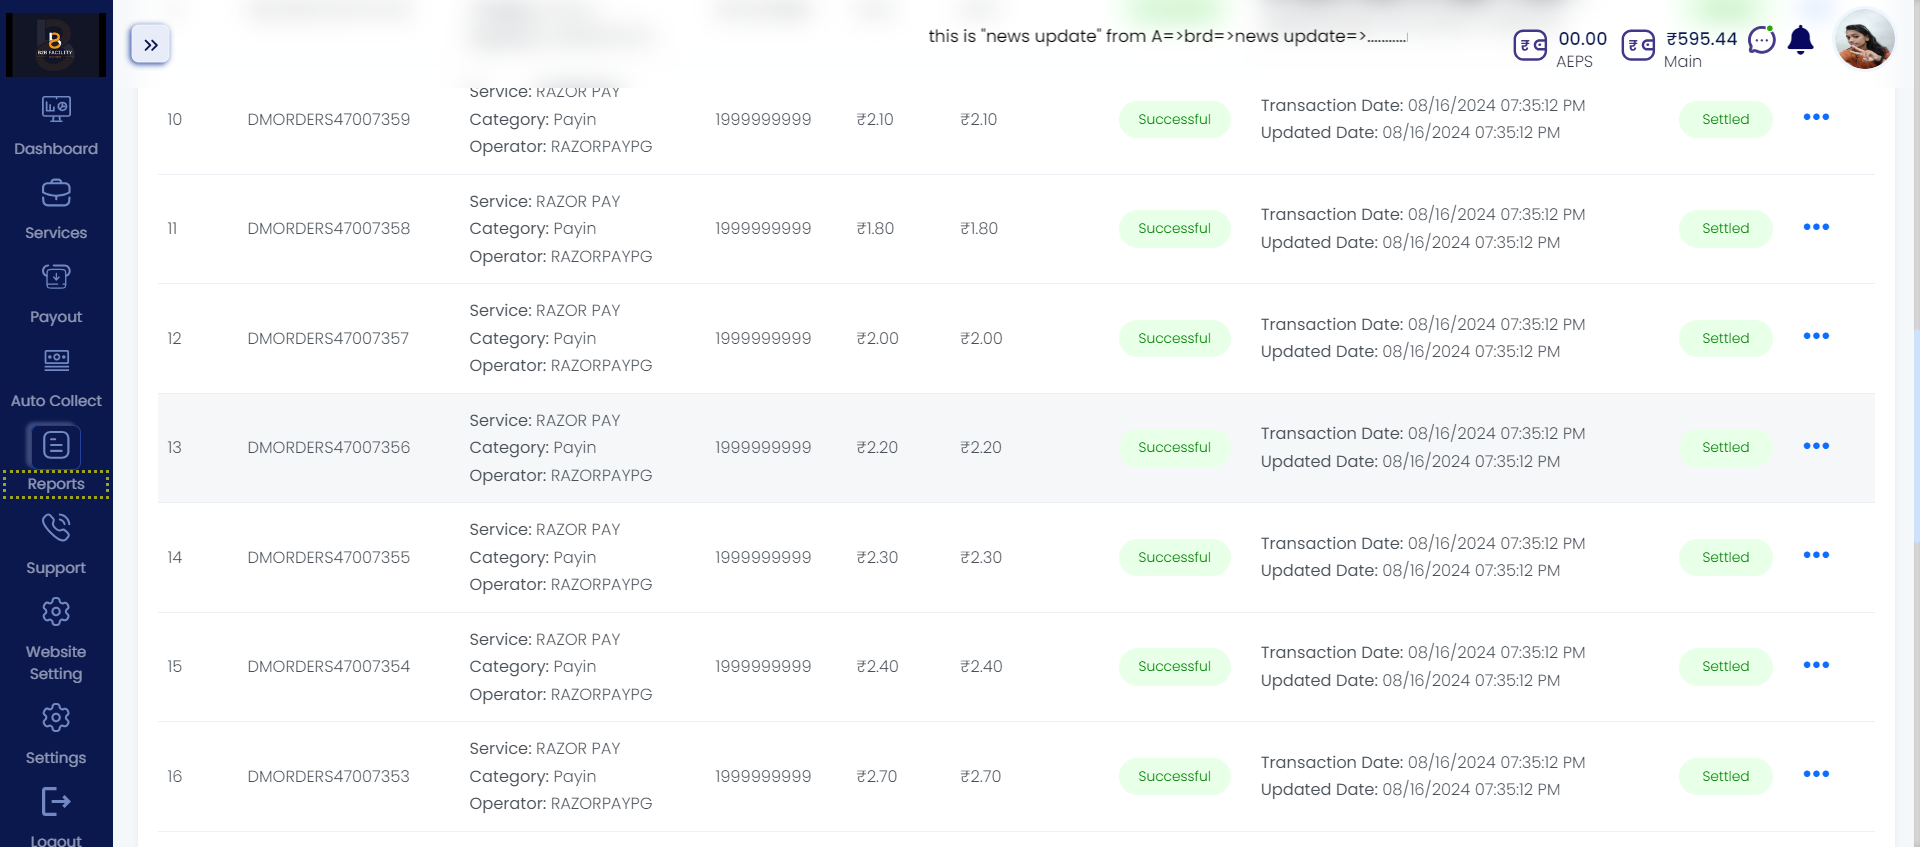 B2B FACILITY
this is "news update" from A=>brd=>news update=>...........
00.00
AEPS
₹595.44
Main
Dashboard
Services
Payout
Auto Collect
Reports
Support
Website
Setting
Settings
Logout
Service: RAZOR PAY
10 DMORDERS47007359 Category: Payin 1999999999 ₹2.10 ₹2.10 Successful Transaction Date: 08/16/2024 07:35:12 PM Settled
Operator: RAZORPAYPG Updated Date: 08/16/2024 07:35:12 PM
Service: RAZOR PAY
11 DMORDERS47007358 Category: Payin 1999999999 ₹1.80 ₹1.80 Successful Transaction Date: 08/16/2024 07:35:12 PM Settled
Operator: RAZORPAYPG Updated Date: 08/16/2024 07:35:12 PM
Service: RAZOR PAY
12 DMORDERS47007357 Category: Payin 1999999999 ₹2.00 ₹2.00 Successful Transaction Date: 08/16/2024 07:35:12 PM Settled
Operator: RAZORPAYPG Updated Date: 08/16/2024 07:35:12 PM
Service: RAZOR PAY
13 DMORDERS47007356 Category: Payin 1999999999 ₹2.20 ₹2.20 Successful Transaction Date: 08/16/2024 07:35:12 PM Settled
Operator: RAZORPAYPG Updated Date: 08/16/2024 07:35:12 PM
Service: RAZOR PAY
14 DMORDERS47007355 Category: Payin 1999999999 ₹2.30 ₹2.30 Successful Transaction Date: 08/16/2024 07:35:12 PM Settled
Operator: RAZORPAYPG Updated Date: 08/16/2024 07:35:12 PM
Service: RAZOR PAY
15 DMORDERS47007354 Category: Payin 1999999999 ₹2.40 ₹2.40 Successful Transaction Date: 08/16/2024 07:35:12 PM Settled
Operator: RAZORPAYPG Updated Date: 08/16/2024 07:35:12 PM
Service: RAZOR PAY
16 DMORDERS47007353 Category: Payin 1999999999 ₹2.70 ₹2.70 Successful Transaction Date: 08/16/2024 07:35:12 PM Settled
Operator: RAZORPAYPG Updated Date: 08/16/2024 07:35:12 PM